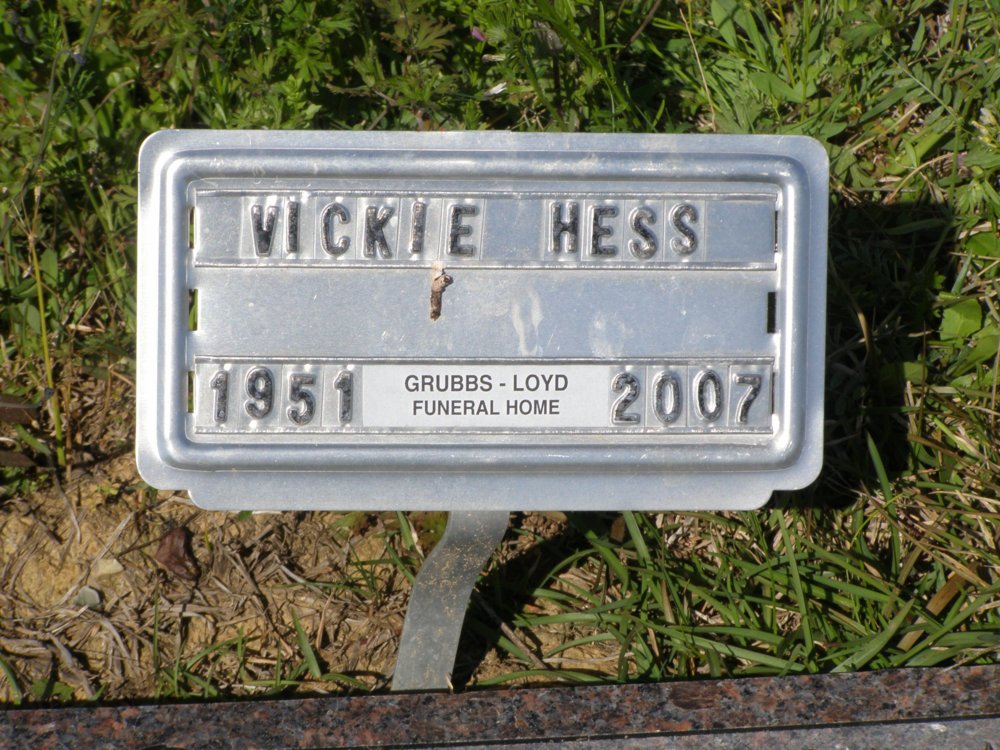 VICKIE HESS
1951 GRUBBS - LOYD 2007
FUNERAL HOME